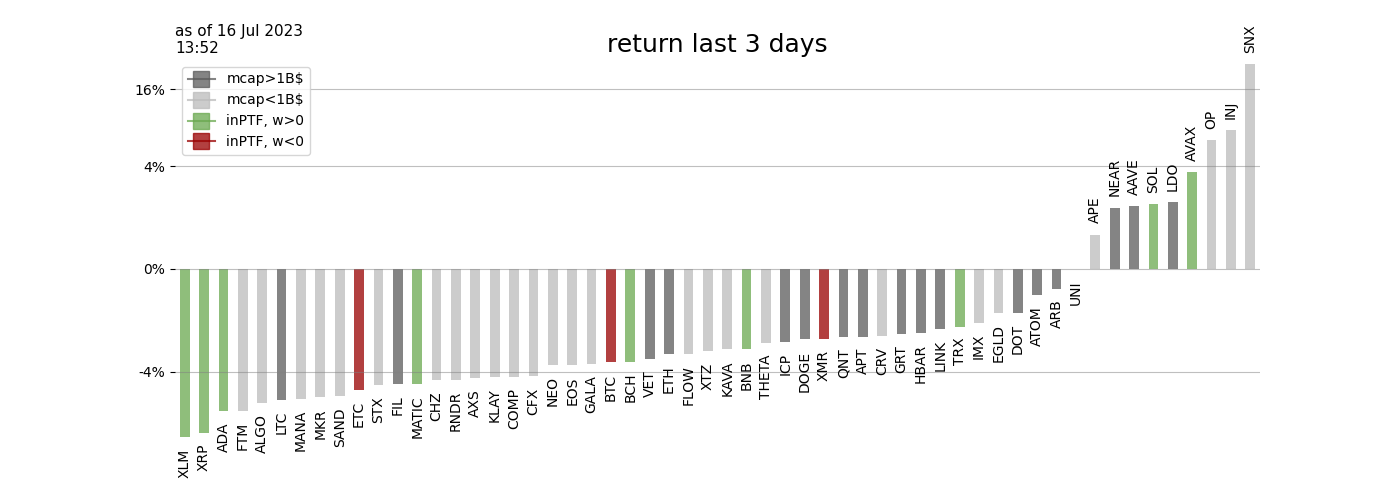 as of 16 Jul 2023
13:52
return last 3 days
mcap>1B$
mcap<1B$
inPTF, w>0
inPTF, w<0
16%
4%
0%
-4%
XLM
XRP
ADA
FTM
ALGO
LTC
MANA
MKR
SAND
ETC
STX
FIL
MATIC
CHZ
RNDR
AXS
KLAY
COMP
CFX
NEO
EOS
GALA
BTC
BCH
VET
ETH
FLOW
XTZ
KAVA
BNB
THETA
ICP
DOGE
XMR
QNT
APT
CRV
GRT
HBAR
LINK
TRX
IMX
EGLD
DOT
ATOM
ARB
UNI
APE
NEAR
AAVE
SOL
LDO
AVAX
OP
INJ
SNX